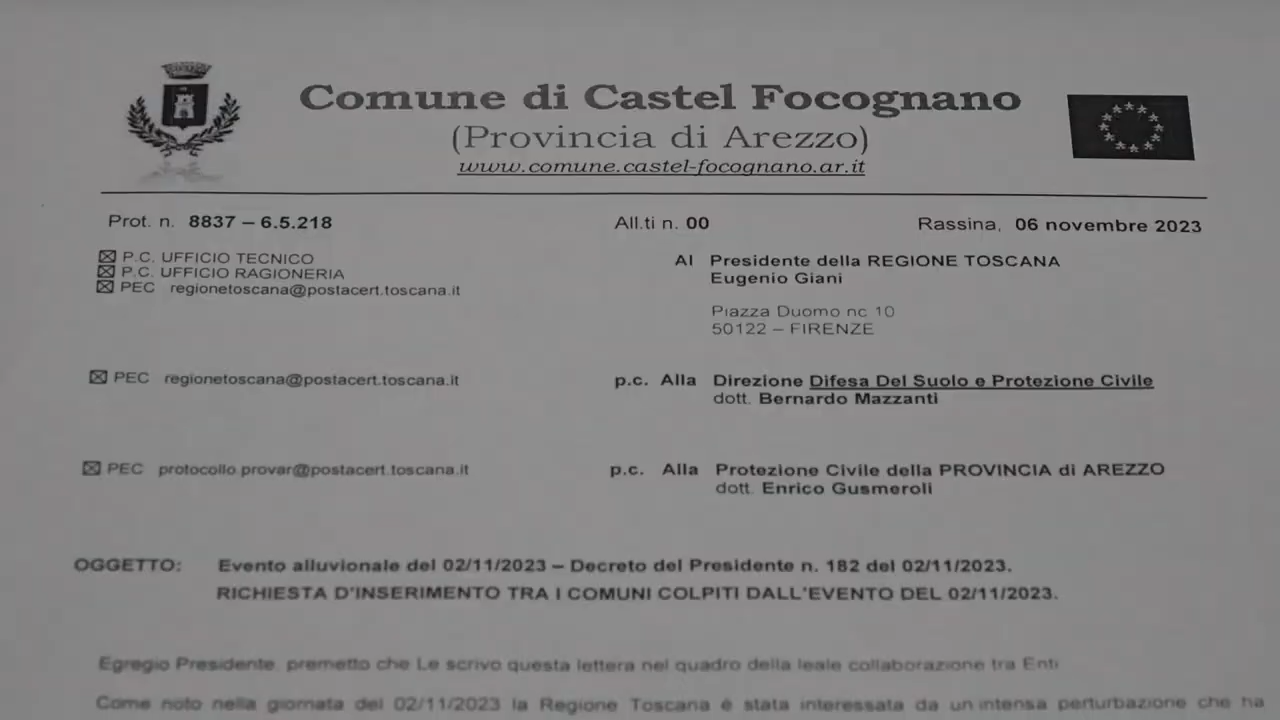 Comune di Castel Focognano
(Provincia di Arezzo)
www.comune.castel-focognano.ar.it
Prot. n. 8837 – 6.5.218 All.ti n. 00 Rassina, 06 novembre 2023
☒ P.C. UFFICIO TECNICO
☒ P.C. UFFICIO RAGIONERIA
☒ PEC regionetoscana@postacert.toscana.it
Al Presidente della REGIONE TOSCANA
Eugenio Giani
Piazza Duomo nc 10
50122 – FIRENZE
☒ PEC regionetoscana@postacert.toscana.it p.c. Alla Direzione Difesa Del Suolo e Protezione Civile
dott. Bernardo Mazzanti
☒ PEC protocollo.provar@postacert.toscana.it p.c. Alla Protezione Civile della PROVINCIA di AREZZO
dott. Enrico Gusmeroli
OGGETTO: Evento alluvionale del 02/11/2023 – Decreto del Presidente n. 182 del 02/11/2023.
RICHIESTA D'INSERIMENTO TRA I COMUNI COLPITI DALL'EVENTO DEL 02/11/2023.
Egregio Presidente, premetto che Le scrivo questa lettera nel quadro della leale collaborazione tra Enti
Come noto nella giornata del 02/11/2023 la Regione Toscana è stata interessata da un'intensa perturbazione che ha